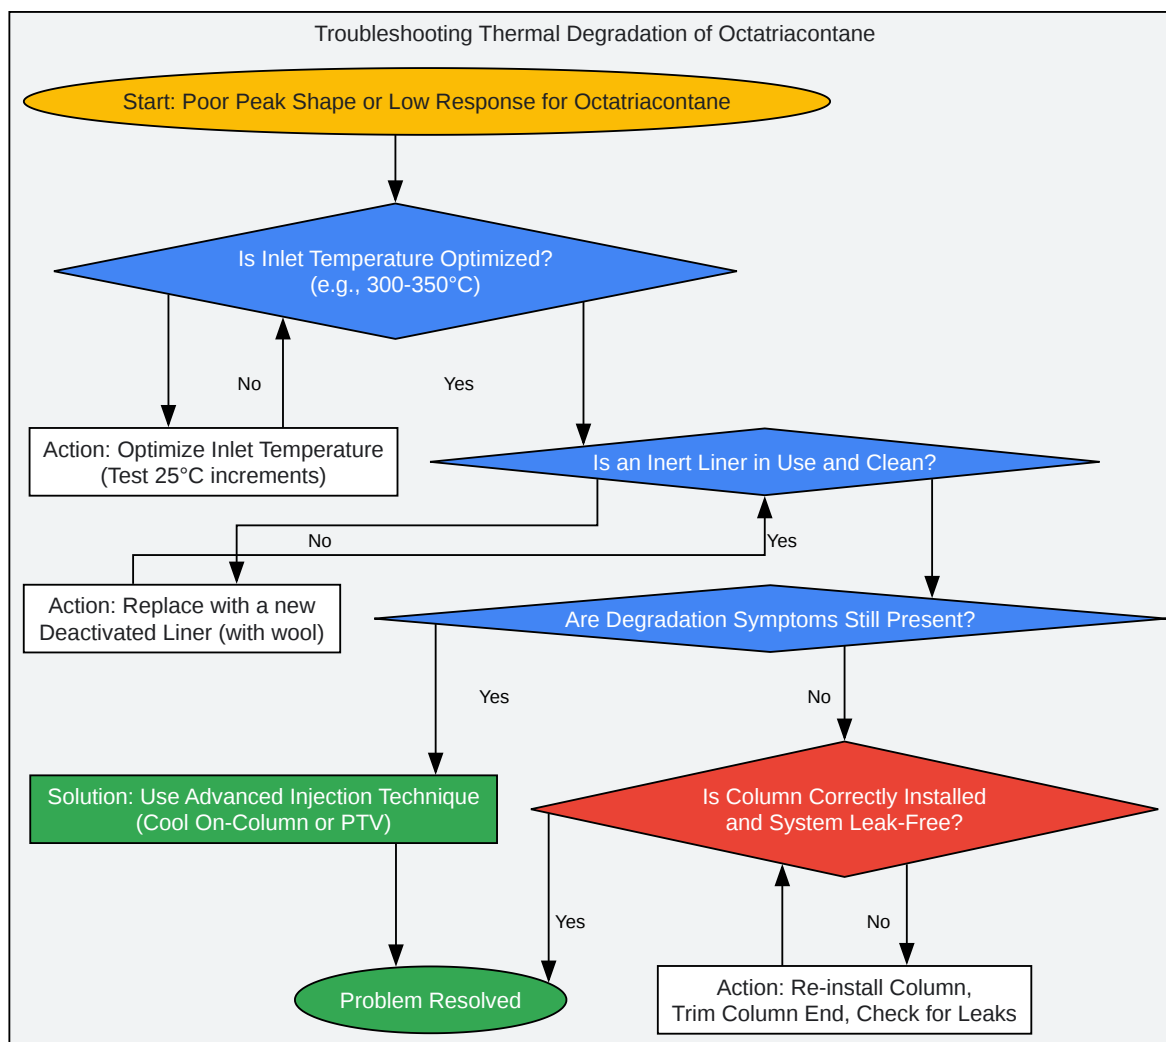 Troubleshooting Thermal Degradation of Octatriacontane
Start: Poor Peak Shape or Low Response for Octatriacontane
Is Inlet Temperature Optimized?
(e.g., 300-350°C)
No
Yes
Action: Optimize Inlet Temperature
(Test 25°C increments)
Is an Inert Liner in Use and Clean?
No
Yes
Action: Replace with a new
Deactivated Liner (with wool)
Are Degradation Symptoms Still Present?
Yes
No
Solution: Use Advanced Injection Technique
(Cool On-Column or PTV)
Is Column Correctly Installed
and System Leak-Free?
Yes
No
Problem Resolved
Action: Re-install Column,
Trim Column End, Check for Leaks